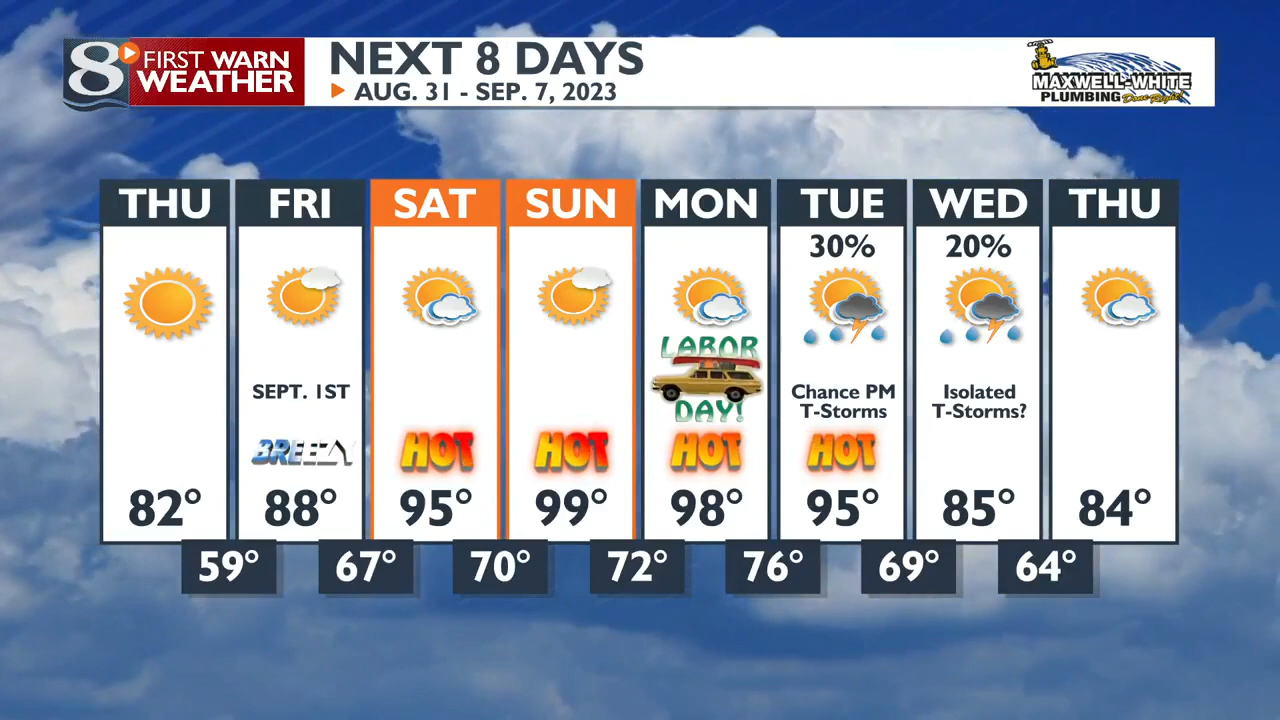 8 FIRST WARN
WEATHER
NEXT 8 DAYS
AUG. 31 - SEP. 7, 2023
MAXWELL-WHITE
PLUMBING Done Right!
THU FRI SAT SUN MON TUE WED THU
30% 20%
LABOR
DAY!
SEPT. 1ST
Chance PM
T-Storms
Isolated
T-Storms?
BREEZY HOT HOT HOT HOT
82° 88° 95° 99° 98° 95° 85° 84°
59° 67° 70° 72° 76° 69° 64°